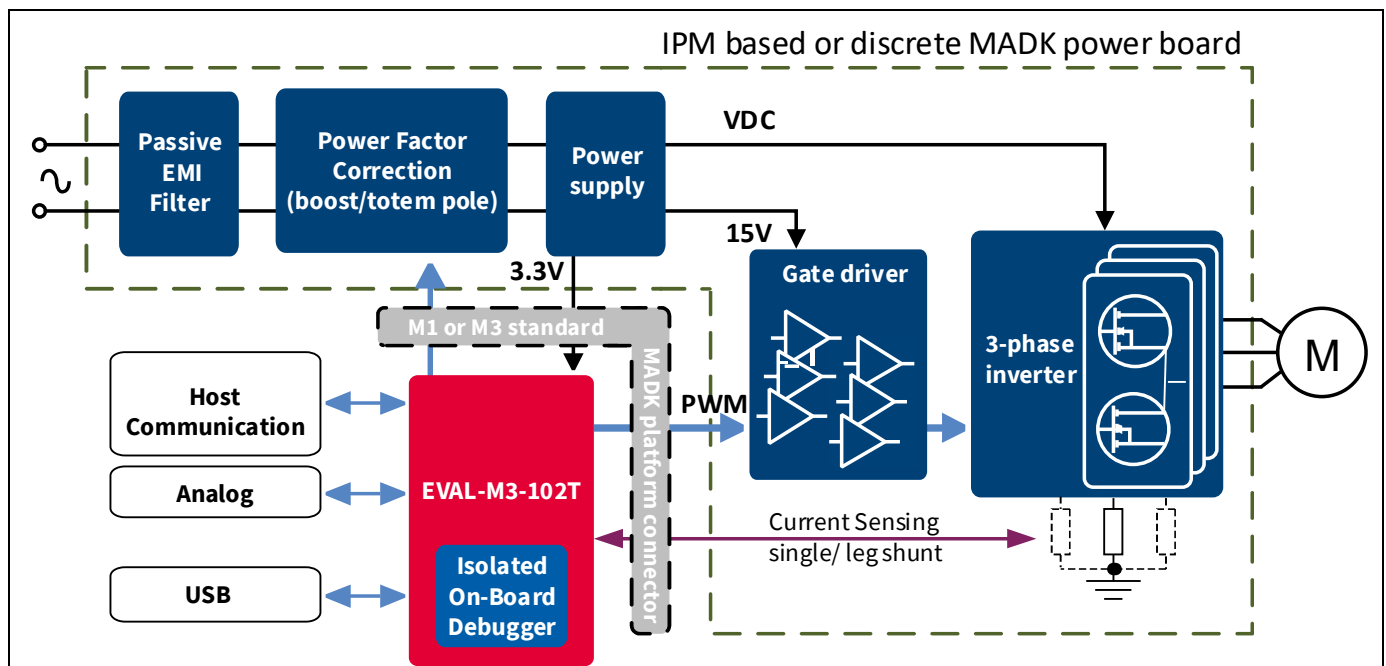 IPM based or discrete MADK power board
Passive
EMI
Filter
Power Factor
Correction
(boost/totem pole)
Power
supply
VDC
15V
3.3V
Gate driver
3-phase
inverter
M
M1 or M3 standard
MADK platform connector
PWM
Host
Communication
Analog
USB
EVAL-M3-102T
Isolated
On-Board
Debugger
Current Sensing
single/ leg shunt